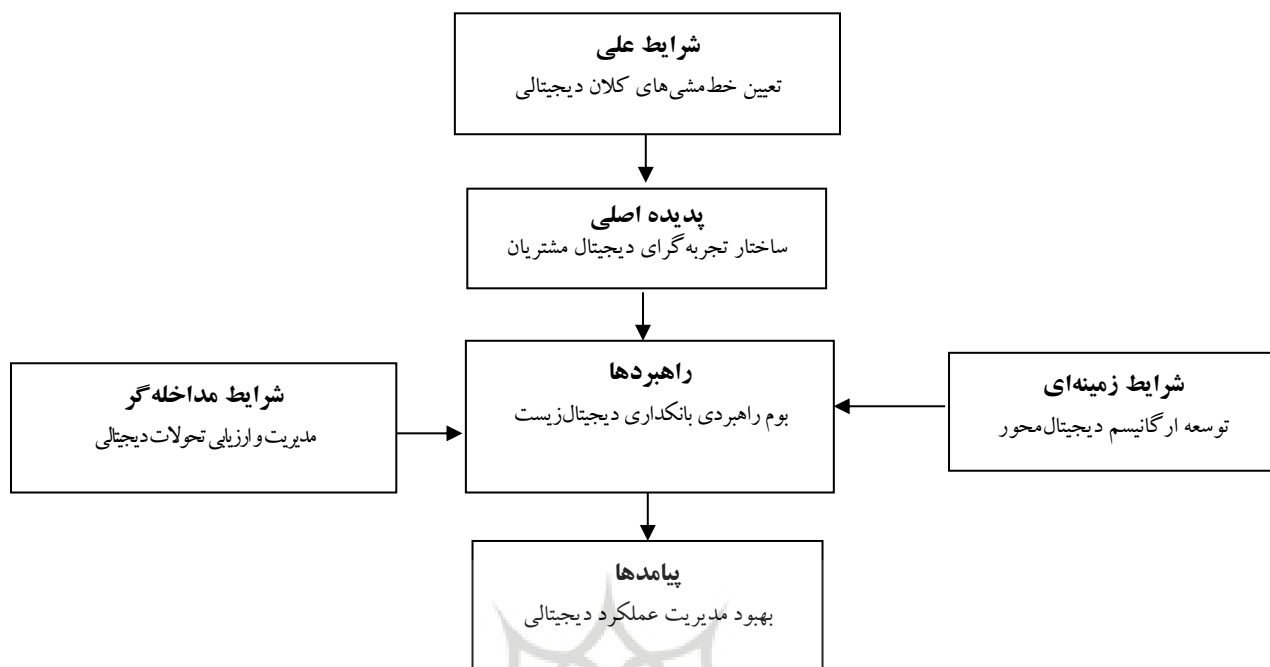 شرایط علی
تعیین خط‌مشی‌های کلان دیجیتالی
پدیده اصلی
ساختار تجربه‌گرای دیجیتال مشتریان
راهبردها
بوم راهبردی بانکداری دیجیتال‌زیست
شرایط زمینه‌ای
توسعه ارگانیسم دیجیتال‌محور
شرایط مداخله‌گر
مدیریت و ارزیابی تحولات دیجیتالی
پیامدها
بهبود مدیریت عملکرد دیجیتالی